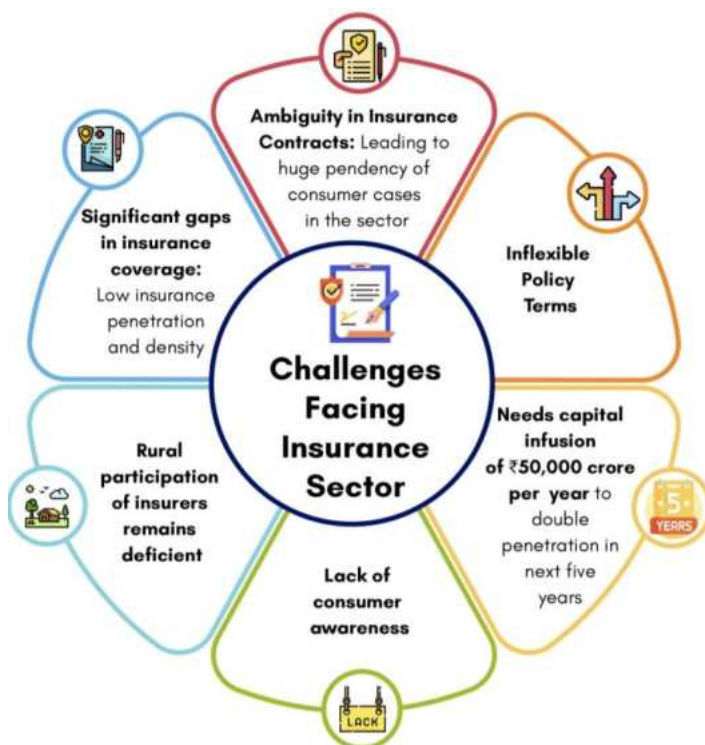 Ambiguity in Insurance
Contracts: Leading to
huge pendency of
consumer cases
in the sector
Inflexible
Policy
Terms
Needs capital
infusion
of ₹50,000 crore
per year to
double
penetration in
next five
years
5
YEARS
Lack of
consumer
awareness
LACK
Rural
participation
of insurers
remains
deficient
Significant gaps
in insurance
coverage:
Low insurance
penetration
and density
Challenges
Facing
Insurance
Sector